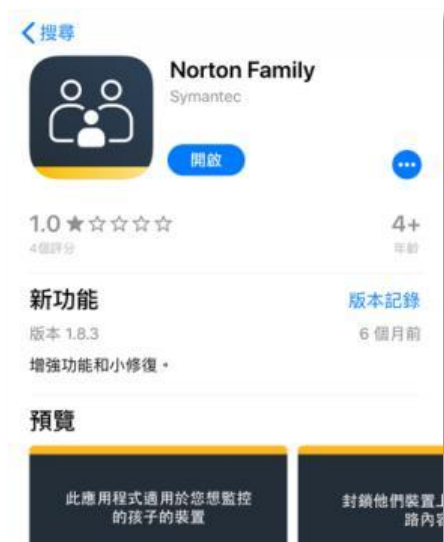 搜尋
Norton Family
Symantec
開啟
1.0 ★☆☆☆☆
4+
4個評分
年齡
新功能
版本記錄
版本 1.8.3
6 個月前
增強功能和小修復。
預覽
此應用程式適用於您想監控
的孩子的裝置
封鎖他們裝置上
路內容